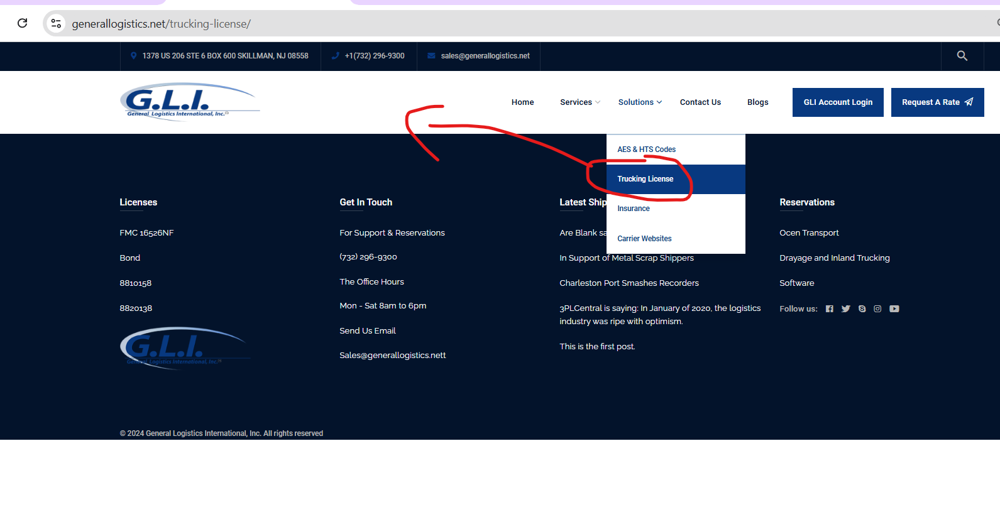 generallogistics.net/trucking-license/
1378 US 206 STE 6 BOX 600 SKILLMAN, NJ 08558
+1(732) 296-9300
sales@generallogistics.net
G.L.I.
General Logistics International, Inc.
Home
Services
Solutions
Contact Us
Blogs
GLI Account Login
Request A Rate
AES & HTS Codes
Trucking License
Insurance
Carrier Websites
Licenses
FMC 16526NF
Bond
8810158
8820138
G.L.I.
General Logistics International, Inc.
Get In Touch
For Support & Reservations
(732) 296-9300
The Office Hours
Mon - Sat 8am to 6pm
Send Us Email
Sales@generallogistics.nett
Latest Ship
Are Blank sa
In Support of Metal Scrap Shippers
Charleston Port Smashes Recorders
3PLCentral is saying: In January of 2020, the logistics
industry was ripe with optimism.
This is the first post.
Reservations
Ocen Transport
Drayage and Inland Trucking
Software
Follow us:
© 2024 General Logistics International, Inc. All rights reserved